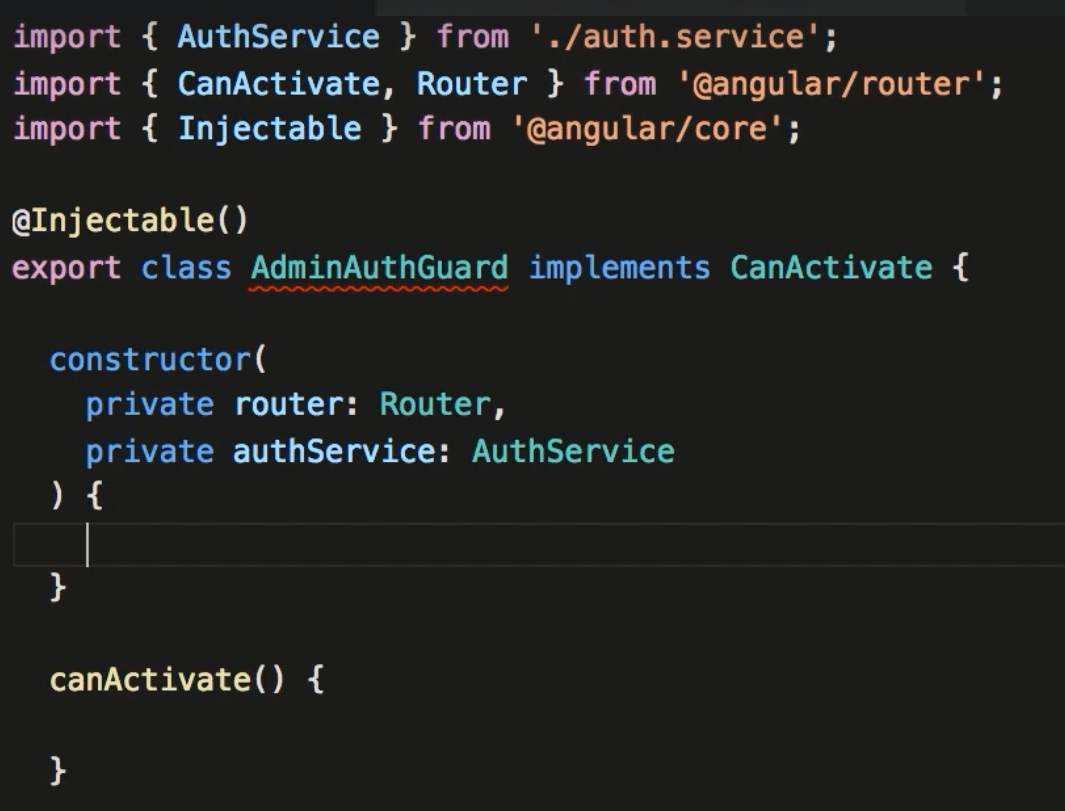 import { AuthService } from './auth.service';
import { CanActivate, Router } from '@angular/router';
import { Injectable } from '@angular/core';
@Injectable()
export class AdminAuthGuard implements CanActivate {
constructor(
private router: Router,
private authService: AuthService
) {
}
canActivate() {
}